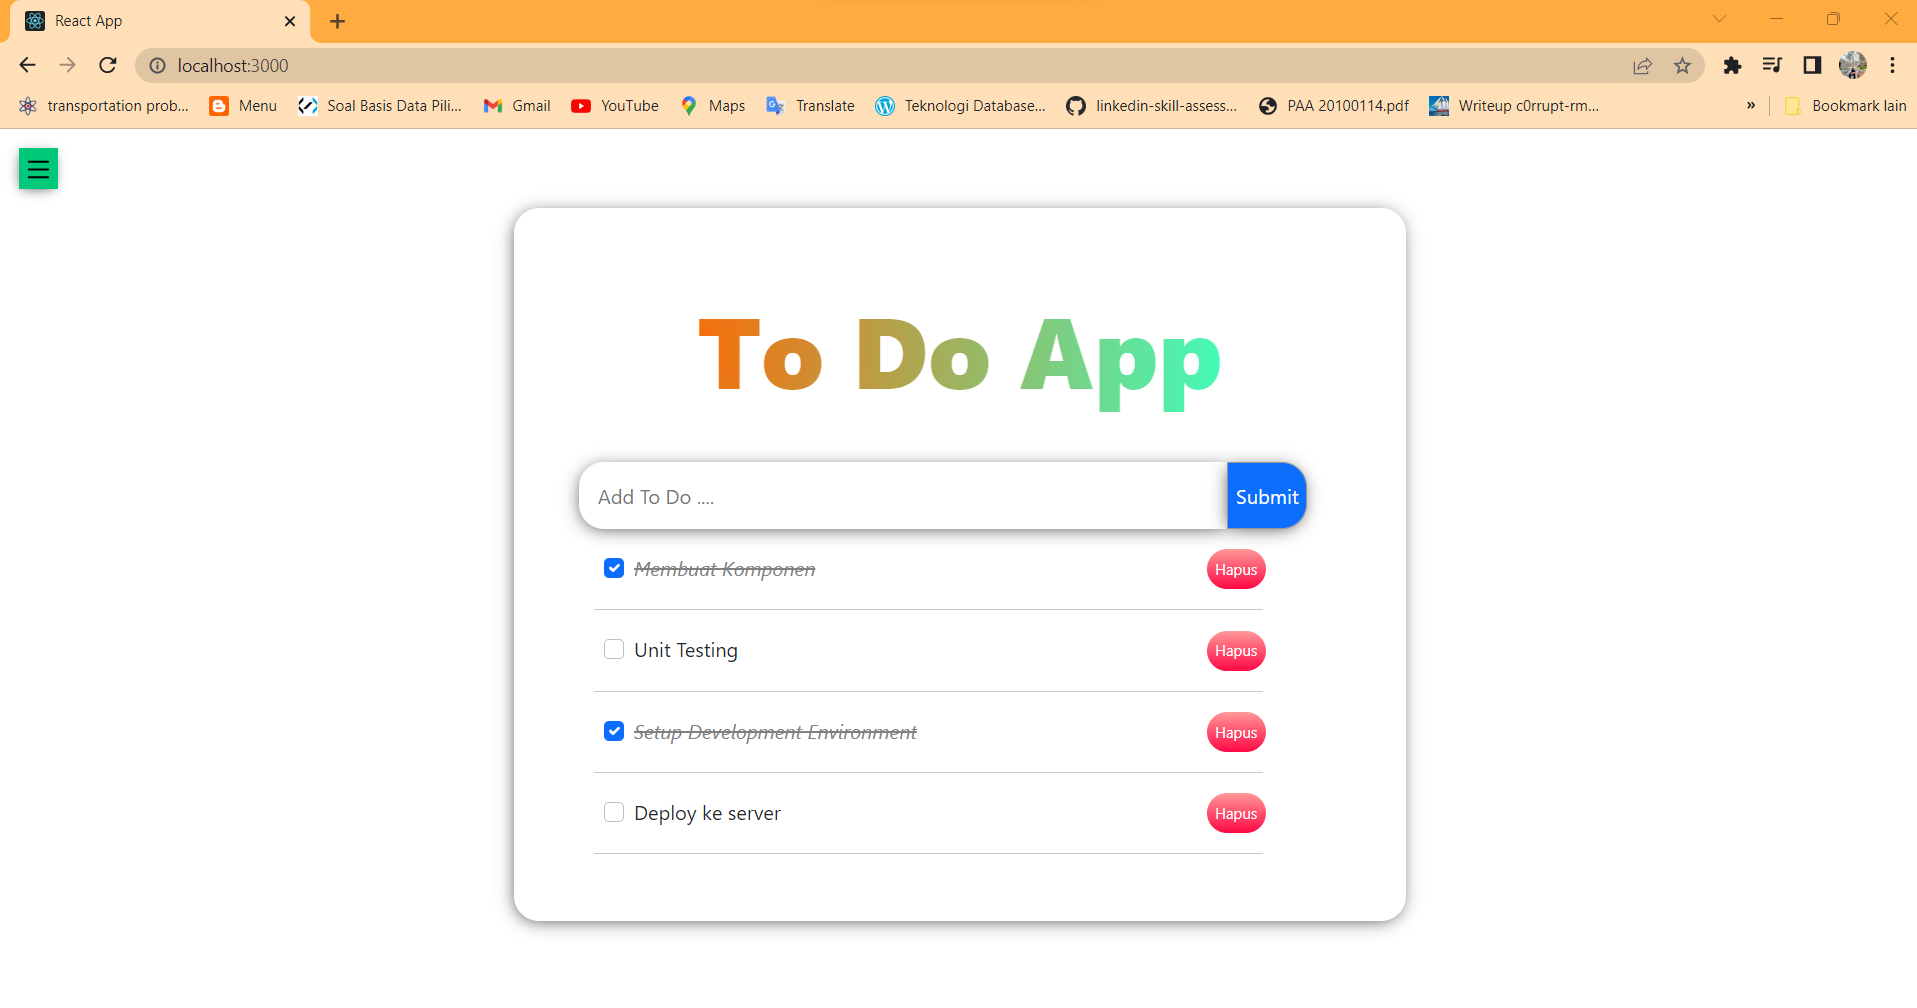 React App
localhost:3000
transportation prob... Menu Soal Basis Data Pili... Gmail YouTube Maps Translate Teknologi Database... linkedin-skill-assess... PAA 20100114.pdf Writeup c0rrupt-rm... » Bookmark lain
To Do App
Add To Do .... Submit
Membuat Komponen Hapus
Unit Testing Hapus
Setup Development Environment Hapus
Deploy ke server Hapus